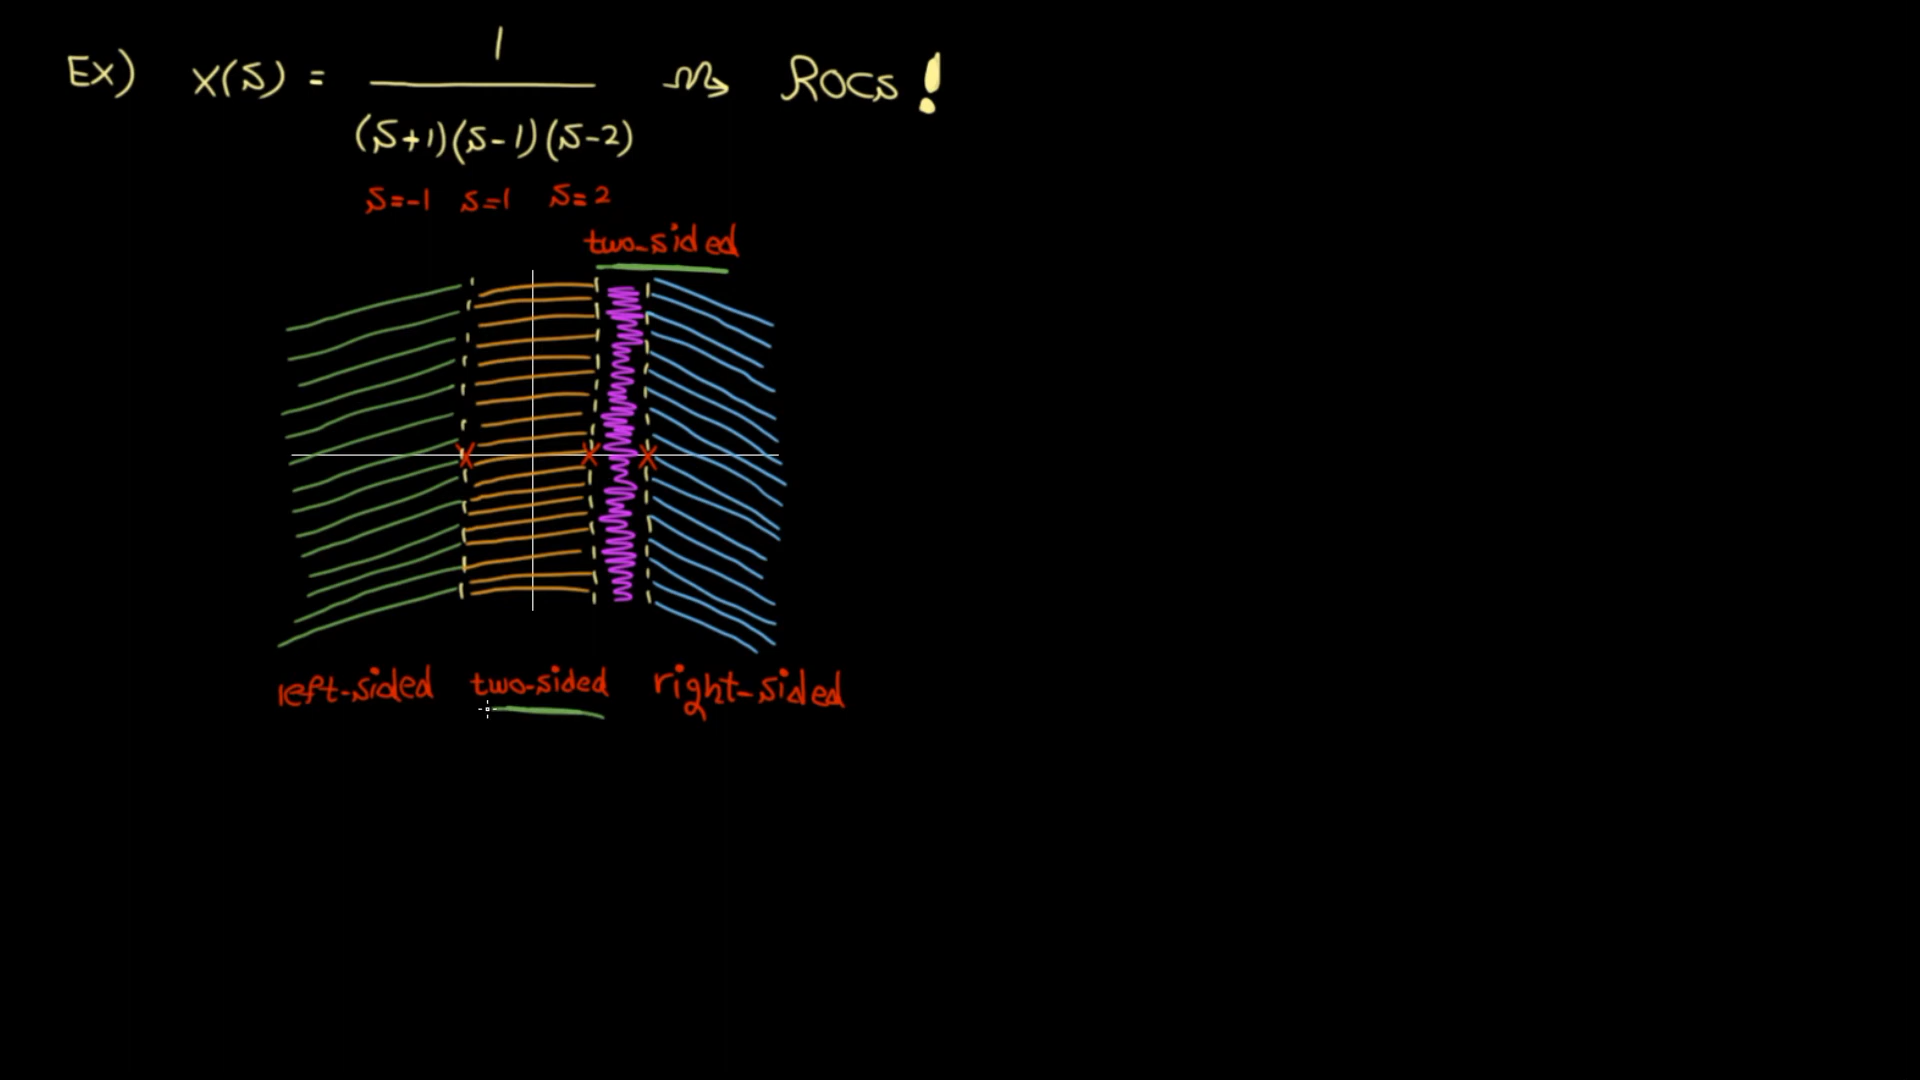 Ex) X(s) = 1 / (s+1)(s-1)(s-2) ⇝ ROCs!
s=-1 s=1 s=2
two-sided
left-sided two-sided right-sided